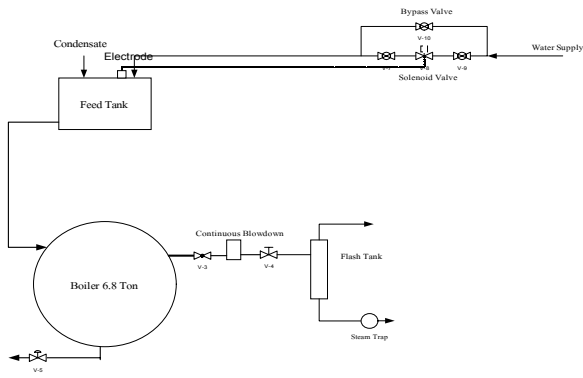 Bypass Valve
V-10
Condensate
Electrode
Water Supply
V-8
V-9
Solenoid Valve
Feed Tank
Continuous Blowdown
V-3
V-4
Flash Tank
Boiler 6.8 Ton
Steam Trap
V-5